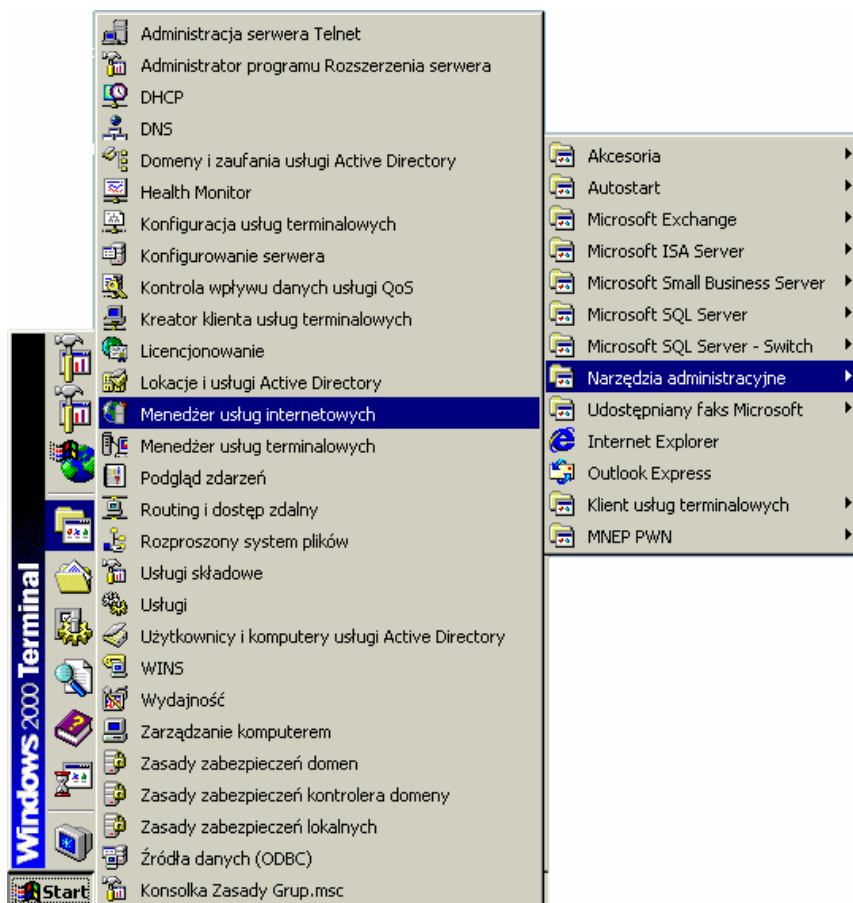 Administracja serwera Telnet
Administrator programu Rozszerzenia serwera
DHCP
DNS
Domeny i zaufania usługi Active Directory
Health Monitor
Konfiguracja usług terminalowych
Konfigurowanie serwera
Kontrola wpływu danych usługi QoS
Kreator klienta usług terminalowych
Licencjonowanie
Lokacje i usługi Active Directory
Menedżer usług internetowych
Menedżer usług terminalowych
Podgląd zdarzeń
Routing i dostęp zdalny
Rozproszony system plików
Usługi składowe
Usługi
Użytkownicy i komputery usługi Active Directory
WINS
Wydajność
Zarządzanie komputerem
Zasady zabezpieczeń domen
Zasady zabezpieczeń kontrolera domeny
Zasady zabezpieczeń lokalnych
Źródła danych (ODBC)
Konsolka Zasady Grup.msc
Akcesoria
Autostart
Microsoft Exchange
Microsoft ISA Server
Microsoft Small Business Server
Microsoft SQL Server
Microsoft SQL Server - Switch
Narzędzia administracyjne
Udostępniany faks Microsoft
Internet Explorer
Outlook Express
Klient usług terminalowych
MNEP PWN
Windows 2000 Terminal
Start